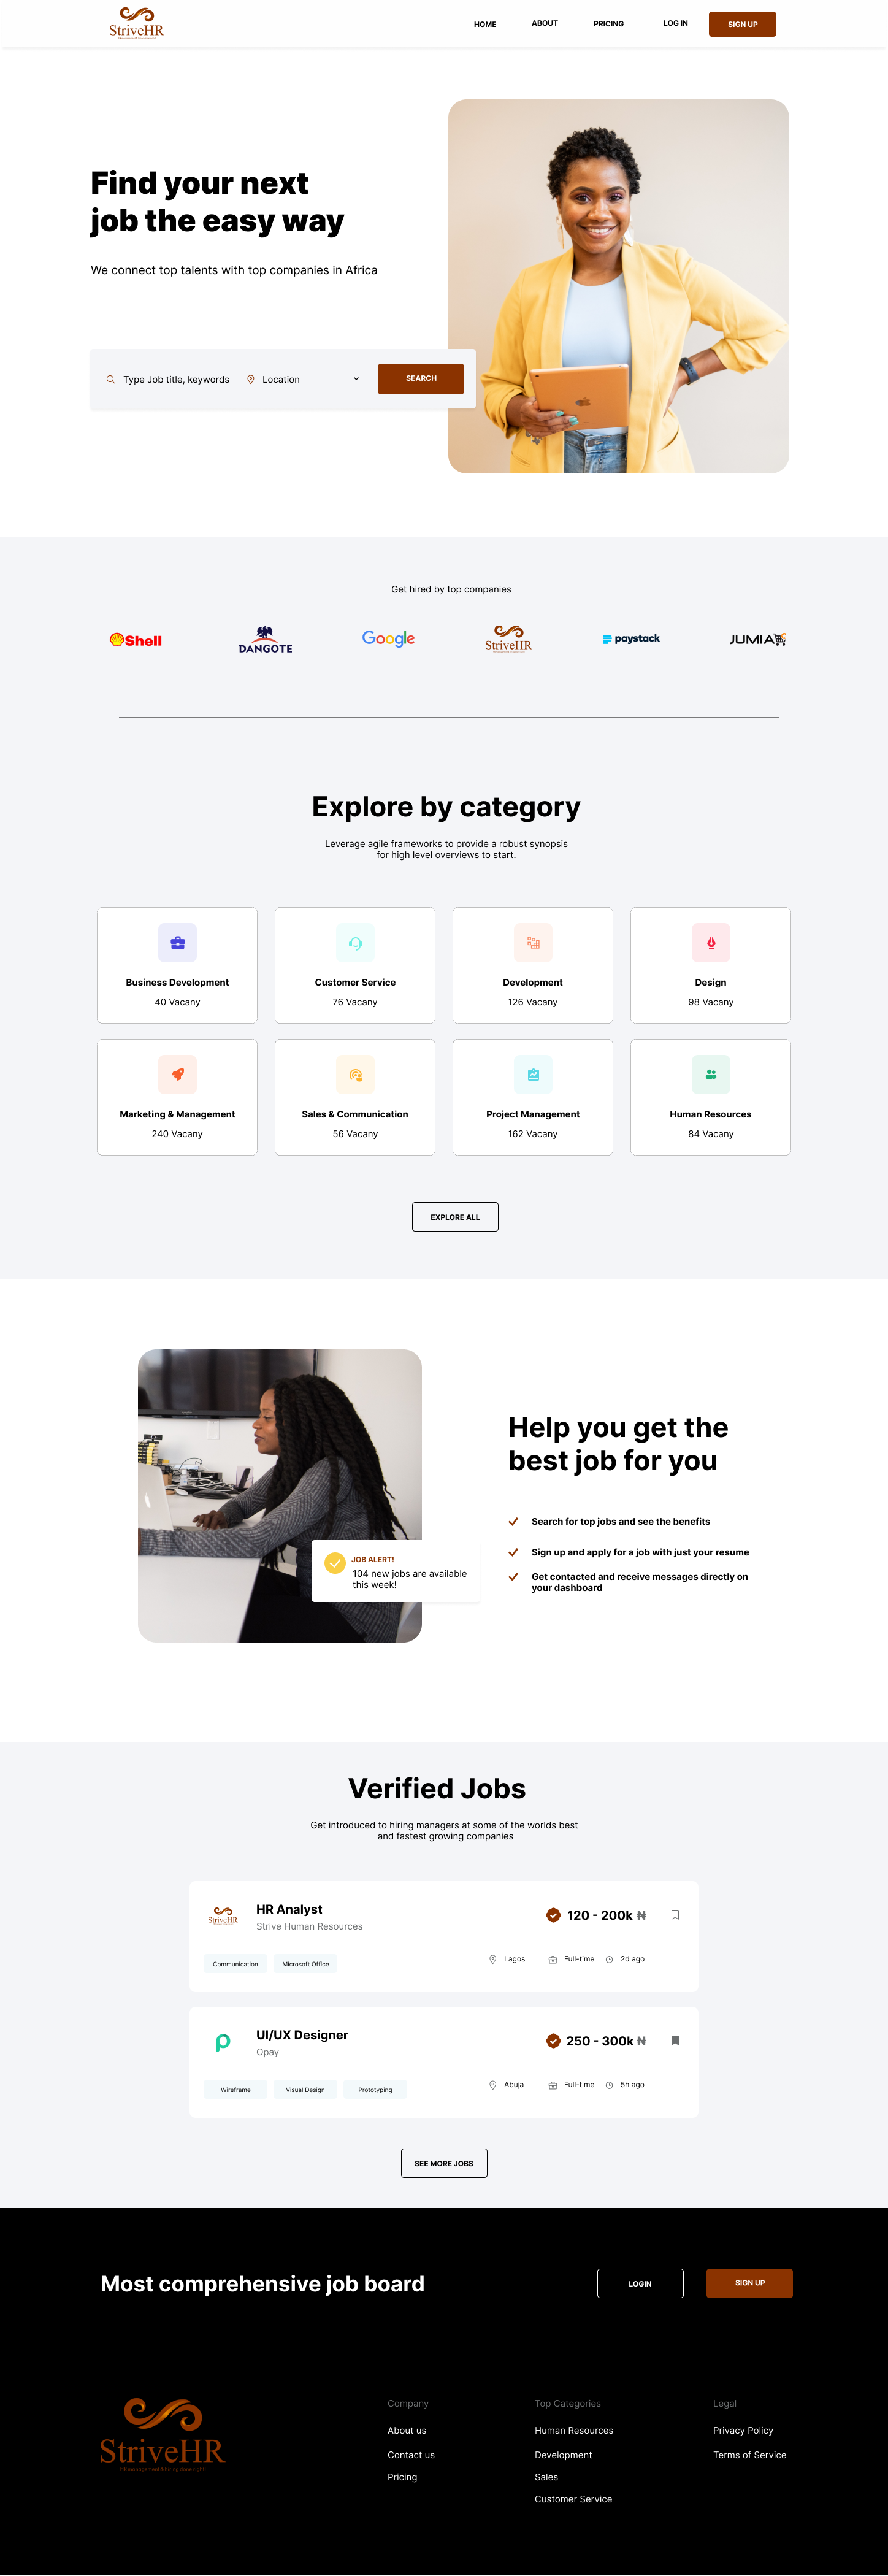 StriveHR
HOME
ABOUT
PRICING
LOG IN
SIGN UP
Find your next
job the easy way
We connect top talents with top companies in Africa
Type Job title, keywords
Location
SEARCH
Get hired by top companies
Shell
DANGOTE
Google
StriveHR
paystack
JUMIA
Explore by category
Leverage agile frameworks to provide a robust synopsis
for high level overviews to start.
Business Development
40 Vacany
Customer Service
76 Vacany
Development
126 Vacany
Design
98 Vacany
Marketing & Management
240 Vacany
Sales & Communication
56 Vacany
Project Management
162 Vacany
Human Resources
84 Vacany
EXPLORE ALL
Help you get the
best job for you
Search for top jobs and see the benefits
Sign up and apply for a job with just your resume
Get contacted and receive messages directly on
your dashboard
JOB ALERT!
104 new jobs are available
this week!
Verified Jobs
Get introduced to hiring managers at some of the worlds best
and fastest growing companies
StriveHR
HR Analyst
Strive Human Resources
120 - 200k ₦
Communication
Microsoft Office
Lagos
Full-time
2d ago
UI/UX Designer
Opay
250 - 300k ₦
Wireframe
Visual Design
Prototyping
Abuja
Full-time
5h ago
SEE MORE JOBS
Most comprehensive job board
LOGIN
SIGN UP
StriveHR
Company
About us
Contact us
Pricing
Top Categories
Human Resources
Development
Sales
Customer Service
Legal
Privacy Policy
Terms of Service